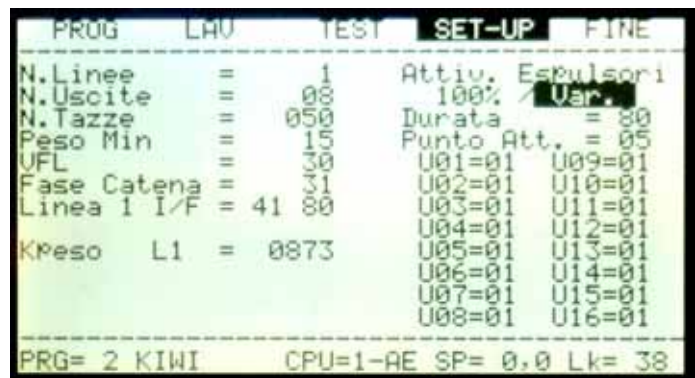 PROG LAV TEST SET-UP FINE
N.Linee = 1
N.Uscite = 08
N.Tazze = 050
Peso Min = 15
VFL = 30
Fase Catena = 31
Linea 1 I/F = 41 80
Kpeso L1 = 0873
Attiv. Espulsori
100% / Var.
Durata = 80
Punto Att. = 05
U01=01 U09=01
U02=01 U10=01
U03=01 U11=01
U04=01 U12=01
U05=01 U13=01
U06=01 U14=01
U07=01 U15=01
U08=01 U16=01
PRG= 2 KIWI CPU=1-AE SP= 0,0 Lk= 38